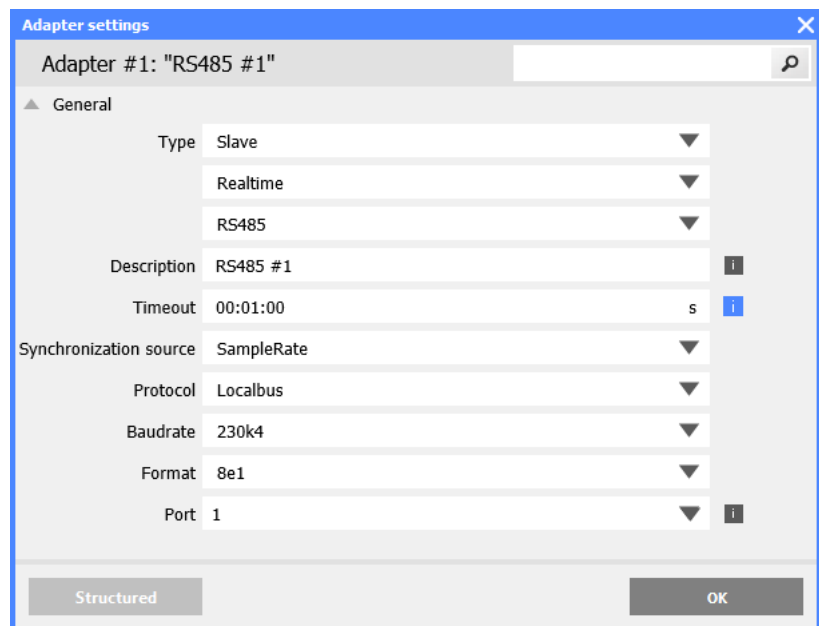 Adapter settings
Adapter #1: "RS485 #1"
General
Type Slave
Realtime
RS485
Description RS485 #1
Timeout 00:01:00 s
Synchronization source SampleRate
Protocol Localbus
Baudrate 230k4
Format 8e1
Port 1
Structured OK